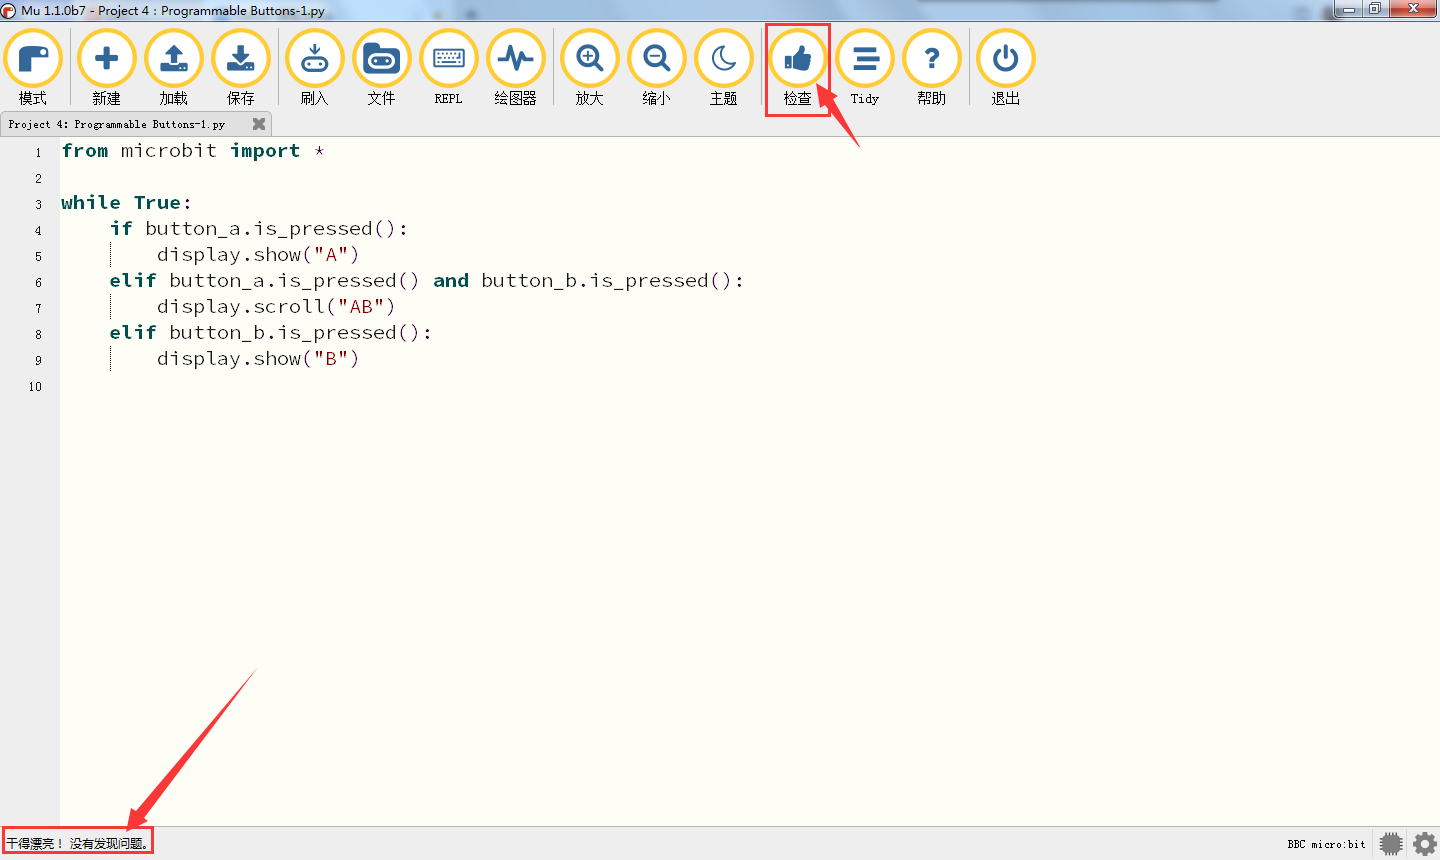 Mu 1.1.0b7 - Project 4 : Programmable Buttons-1.py
模式 新建 加载 保存 刷入 文件 REPL 绘图器 放大 缩小 主题 检查 Tidy 帮助 退出
Project 4: Programmable Buttons-1.py
1 from microbit import *
2
3 while True:
4 if button_a.is_pressed():
5 display.show("A")
6 elif button_a.is_pressed() and button_b.is_pressed():
7 display.scroll("AB")
8 elif button_b.is_pressed():
9 display.show("B")
10
干得漂亮！ 没有发现问题。 BBC micro:bit